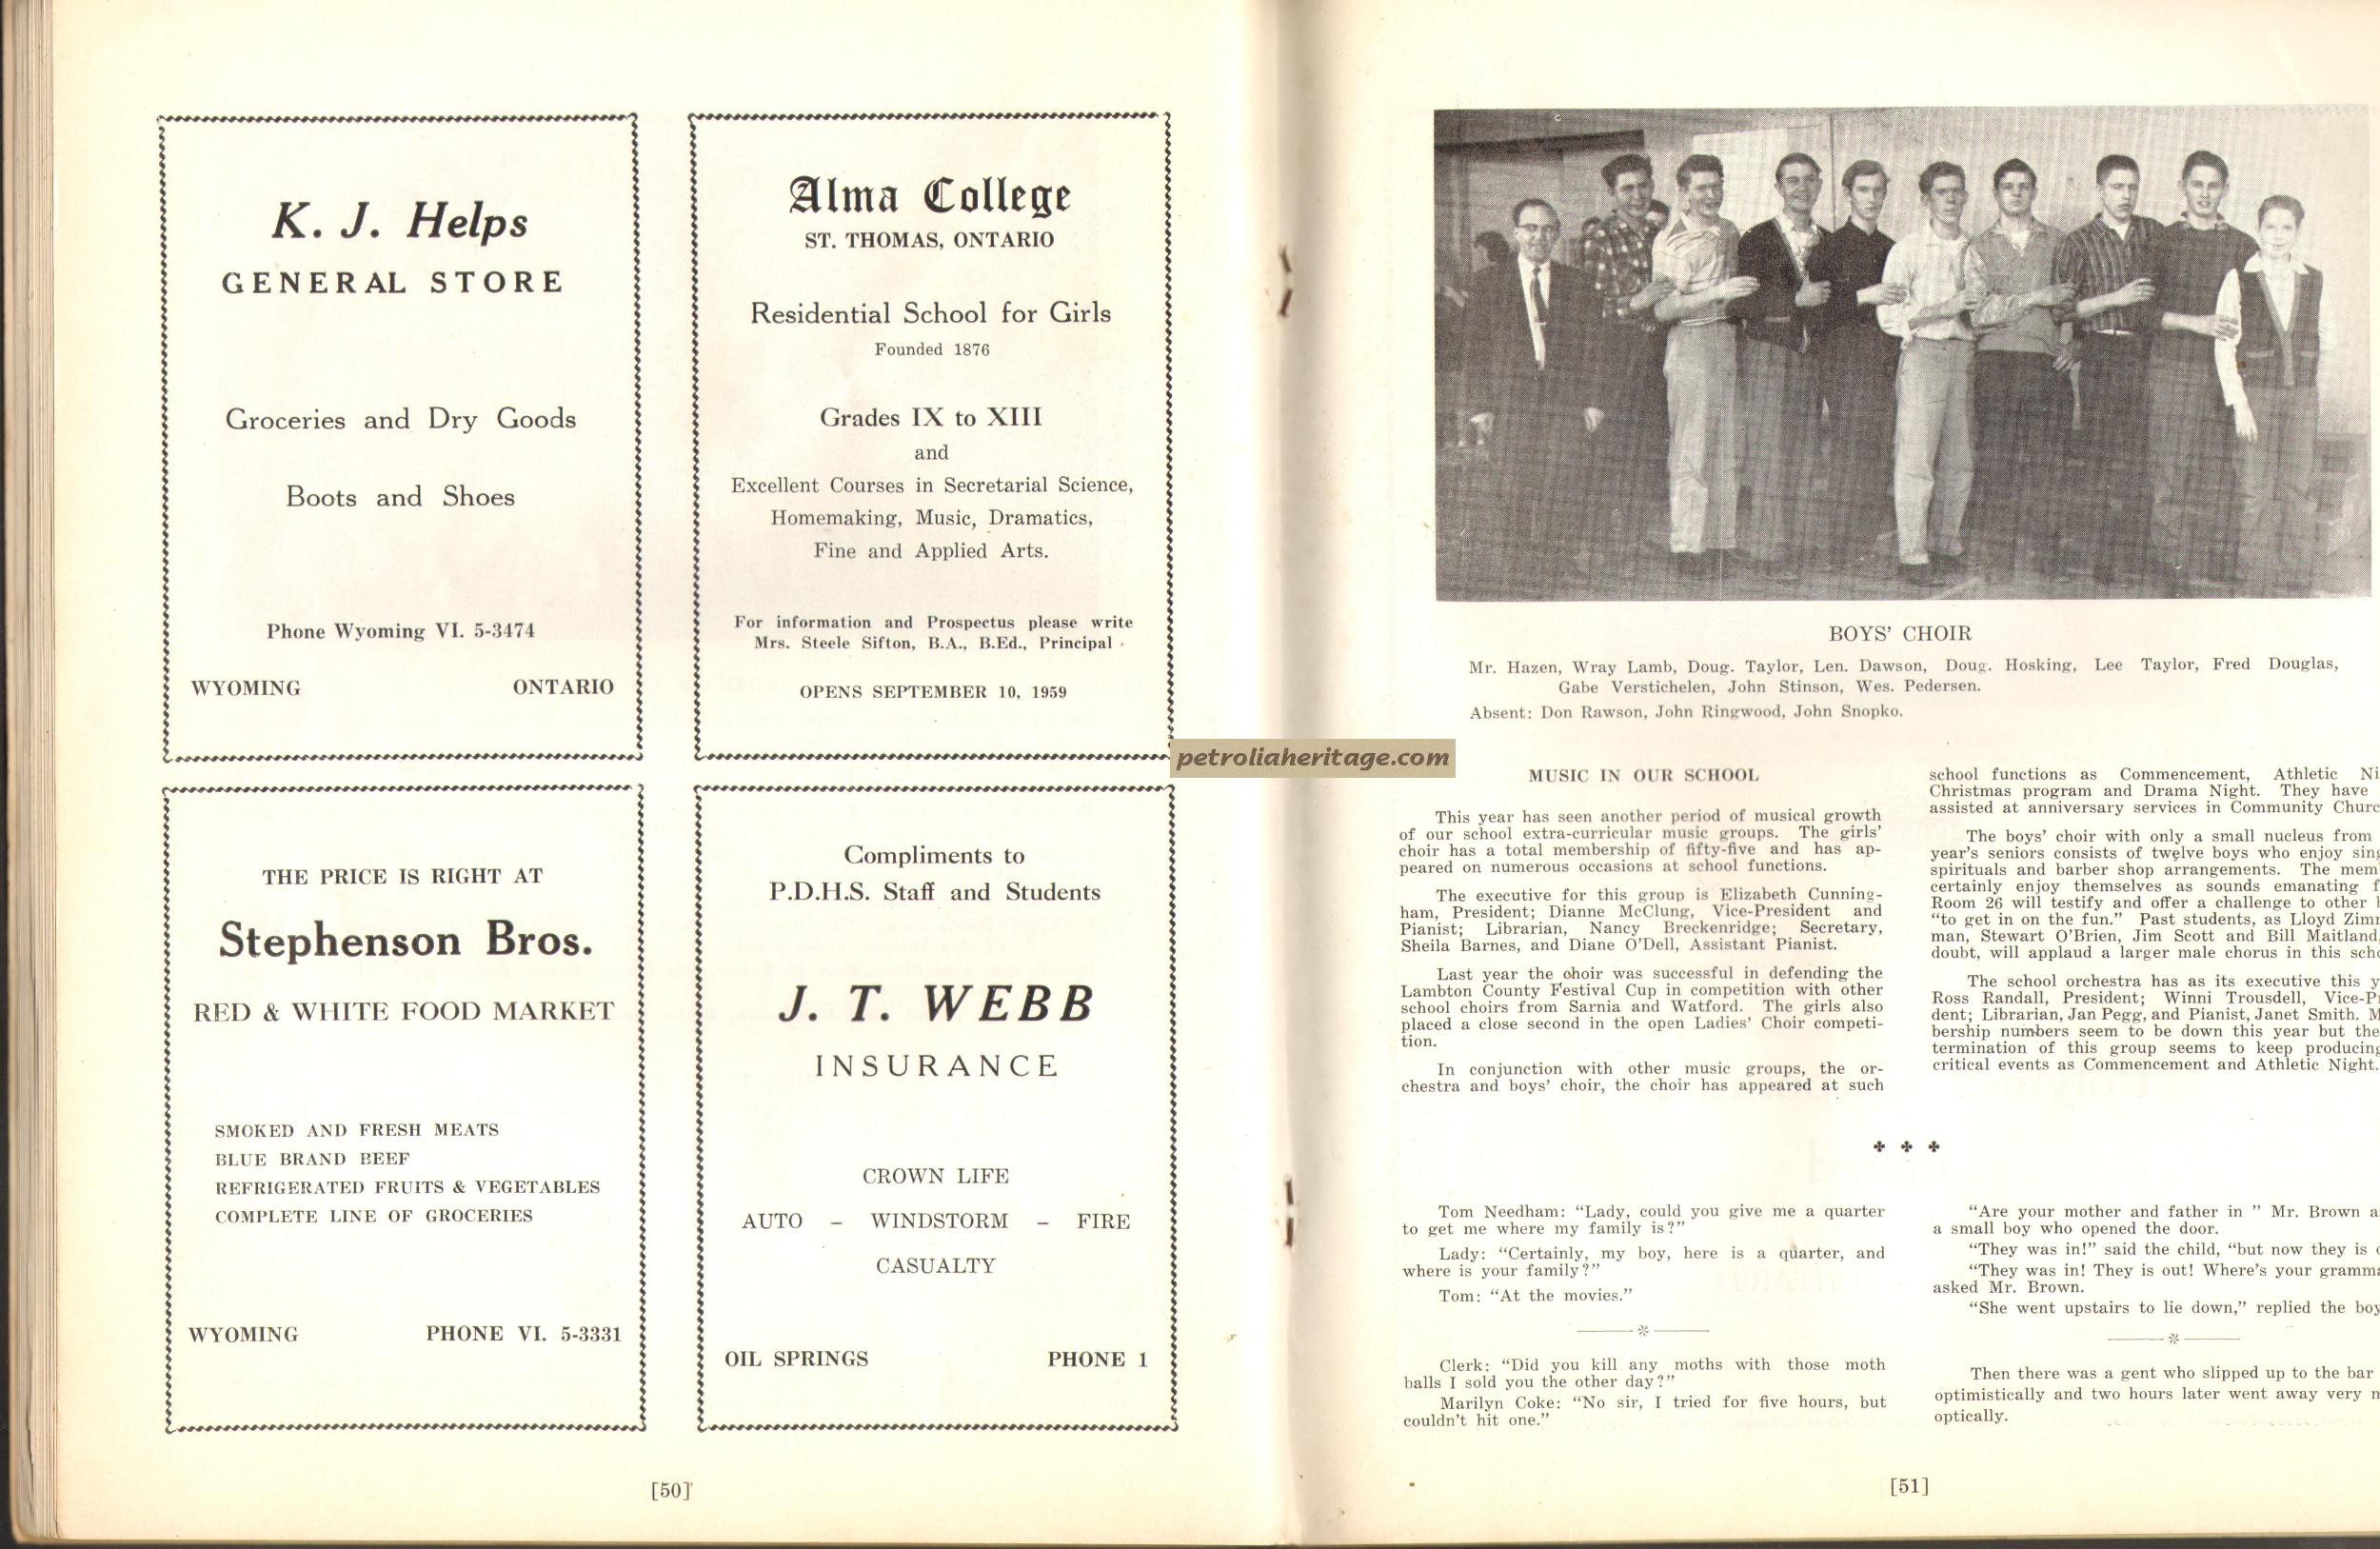 K. J. Helps
GENERAL STORE
Groceries and Dry Goods
Boots and Shoes
Phone Wyoming VI. 5-3474
WYOMING ONTARIO
Alma College
ST. THOMAS, ONTARIO
Residential School for Girls
Founded 1876
Grades IX to XIII
and
Excellent Courses in Secretarial Science,
Homemaking, Music, Dramatics,
Fine and Applied Arts.
For information and Prospectus please write
Mrs. Steele Sifton, B.A., B.Ed., Principal
OPENS SEPTEMBER 10, 1959
THE PRICE IS RIGHT AT
Stephenson Bros.
RED & WHITE FOOD MARKET
SMOKED AND FRESH MEATS
BLUE BRAND BEEF
REFRIGERATED FRUITS & VEGETABLES
COMPLETE LINE OF GROCERIES
WYOMING PHONE VI. 5-3331
Compliments to
P.D.H.S. Staff and Students
J. T. WEBB
INSURANCE
CROWN LIFE
AUTO – WINDSTORM – FIRE
CASUALTY
OIL SPRINGS PHONE 1
[50]
petroliaheritage.com
BOYS' CHOIR
Mr. Hazen, Wray Lamb, Doug. Taylor, Len. Dawson, Doug. Hosking, Lee Taylor, Fred Douglas,
Gabe Verstichelen, John Stinson, Wes. Pedersen.
Absent: Don Rawson, John Ringwood, John Snopko.
MUSIC IN OUR SCHOOL
This year has seen another period of musical growth
of our school extra-curricular music groups. The girls'
choir has a total membership of fifty-five and has ap-
peared on numerous occasions at school functions.
The executive for this group is Elizabeth Cunning-
ham, President; Dianne McClung, Vice-President and
Pianist; Librarian, Nancy Breckenridge; Secretary,
Sheila Barnes, and Diane O'Dell, Assistant Pianist.
Last year the choir was successful in defending the
Lambton County Festival Cup in competition with other
school choirs from Sarnia and Watford. The girls also
placed a close second in the open Ladies' Choir competi-
tion.
In conjunction with other music groups, the or-
chestra and boys' choir, the choir has appeared at such
school functions as Commencement, Athletic Ni
Christmas program and Drama Night. They have
assisted at anniversary services in Community Churc
The boys' choir with only a small nucleus from
year's seniors consists of twelve boys who enjoy sing
spirituals and barber shop arrangements. The mem
certainly enjoy themselves as sounds emanating f
Room 26 will testify and offer a challenge to other
"to get in on the fun." Past students, as Lloyd Zimm
man, Stewart O'Brien, Jim Scott and Bill Maitland,
doubt, will applaud a larger male chorus in this scho
The school orchestra has as its executive this y
Ross Randall, President; Winni Trousdell, Vice-Pr
dent; Librarian, Jan Pegg, and Pianist, Janet Smith. M
bership numbers seem to be down this year but the
termination of this group seems to keep producing
critical events as Commencement and Athletic Night.
Tom Needham: "Lady, could you give me a quarter
to get me where my family is?"
Lady: "Certainly, my boy, here is a quarter, and
where is your family?"
Tom: "At the movies."
Clerk: "Did you kill any moths with those moth
balls I sold you the other day?"
Marilyn Coke: "No sir, I tried for five hours, but
couldn't hit one."
"Are your mother and father in " Mr. Brown a
a small boy who opened the door.
"They was in!" said the child, "but now they is
"They was in! They is out! Where's your gramma
asked Mr. Brown.
"She went upstairs to lie down," replied the boy
Then there was a gent who slipped up to the bar
optimistically and two hours later went away very m
optically.
[51]